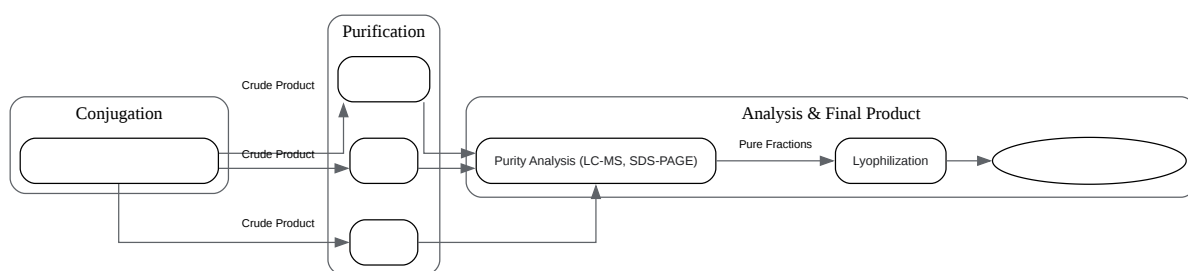 Purification
Crude Product
Conjugation
Analysis & Final Product
Crude Product
Purity Analysis (LC-MS, SDS-PAGE)
Pure Fractions
Lyophilization
Crude Product